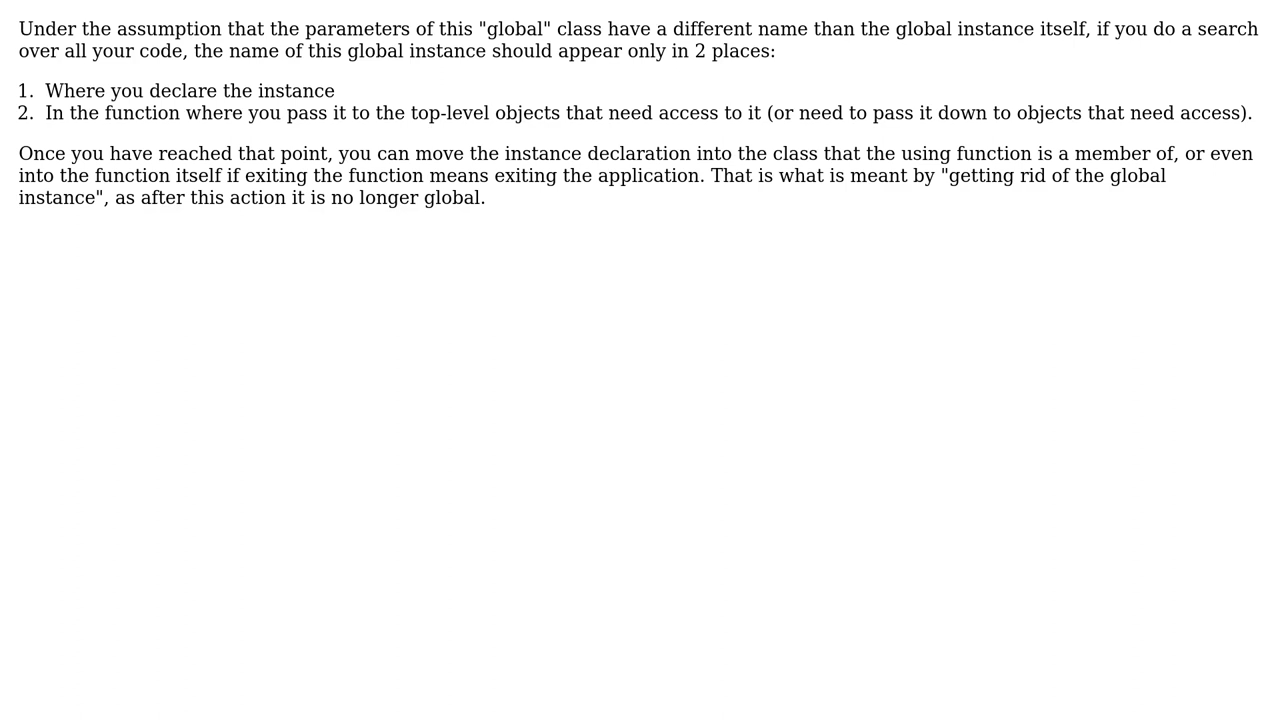 Under the assumption that the parameters of this "global" class have a different name than the global instance itself, if you do a search
over all your code, the name of this global instance should appear only in 2 places:
1. Where you declare the instance
2. In the function where you pass it to the top-level objects that need access to it (or need to pass it down to objects that need access).
Once you have reached that point, you can move the instance declaration into the class that the using function is a member of, or even
into the function itself if exiting the function means exiting the application. That is what is meant by "getting rid of the global
instance", as after this action it is no longer global.